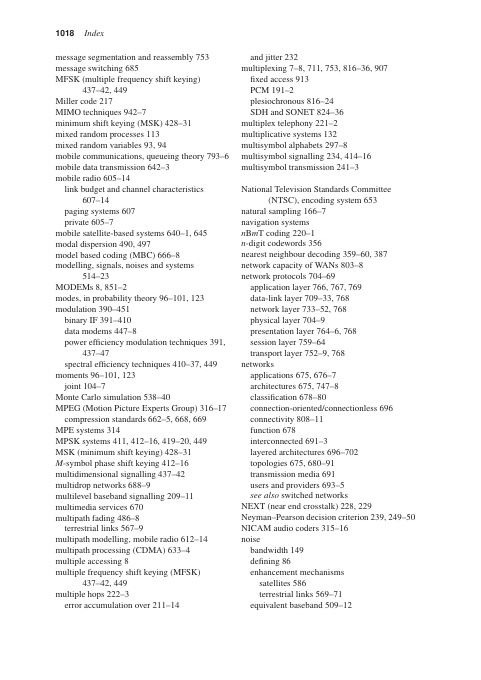 1018 Index
message segmentation and reassembly 753
message switching 685
MFSK (multiple frequency shift keying)
437–42, 449
Miller code 217
MIMO techniques 942–7
minimum shift keying (MSK) 428–31
mixed random processes 113
mixed random variables 93, 94
mobile communications, queueing theory 793–6
mobile data transmission 642–3
mobile radio 605–14
link budget and channel characteristics
607–14
paging systems 607
private 605–7
mobile satellite-based systems 640–1, 645
modal dispersion 490, 497
model based coding (MBC) 666–8
modelling, signals, noises and systems
514–23
MODEMs 8, 851–2
modes, in probability theory 96–101, 123
modulation 390–451
binary IF 391–410
data modems 447–8
power efficiency modulation techniques 391,
437–47
spectral efficiency techniques 410–37, 449
moments 96–101, 123
joint 104–7
Monte Carlo simulation 538–40
MPEG (Motion Picture Experts Group) 316–17
compression standards 662–5, 668, 669
MPE systems 314
MPSK systems 411, 412–16, 419–20, 449
MSK (minimum shift keying) 428–31
M-symbol phase shift keying 412–16
multidimensional signalling 437–42
multidrop networks 688–9
multilevel baseband signalling 209–11
multimedia services 670
multipath fading 486–8
terrestrial links 567–9
multipath modelling, mobile radio 612–14
multipath processing (CDMA) 633–4
multiple accessing 8
multiple frequency shift keying (MFSK)
437–42, 449
multiple hops 222–3
error accumulation over 211–14
and jitter 232
multiplexing 7–8, 711, 753, 816–36, 907
fixed access 913
PCM 191–2
plesiochronous 816–24
SDH and SONET 824–36
multiplex telephony 221–2
multiplicative systems 132
multisymbol alphabets 297–8
multisymbol signalling 234, 414–16
multisymbol transmission 241–3
National Television Standards Committee
(NTSC), encoding system 653
natural sampling 166–7
navigation systems
nBmT coding 220–1
n-digit codewords 356
nearest neighbour decoding 359–60, 387
network capacity of WANs 803–8
network protocols 704–69
application layer 766, 767, 769
data-link layer 709–33, 768
network layer 733–52, 768
physical layer 704–9
presentation layer 764–6, 768
session layer 759–64
transport layer 752–9, 768
networks
applications 675, 676–7
architectures 675, 747–8
classification 678–80
connection-oriented/connectionless 696
connectivity 808–11
function 678
interconnected 691–3
layered architectures 696–702
topologies 675, 680–91
transmission media 691
users and providers 693–5
see also switched networks
NEXT (near end crosstalk) 228, 229
Neyman–Pearson decision criterion 239, 249–50
NICAM audio coders 315–16
noise
bandwidth 149
defining 86
enhancement mechanisms
satellites 586
terrestrial links 569–71
equivalent baseband 509–12